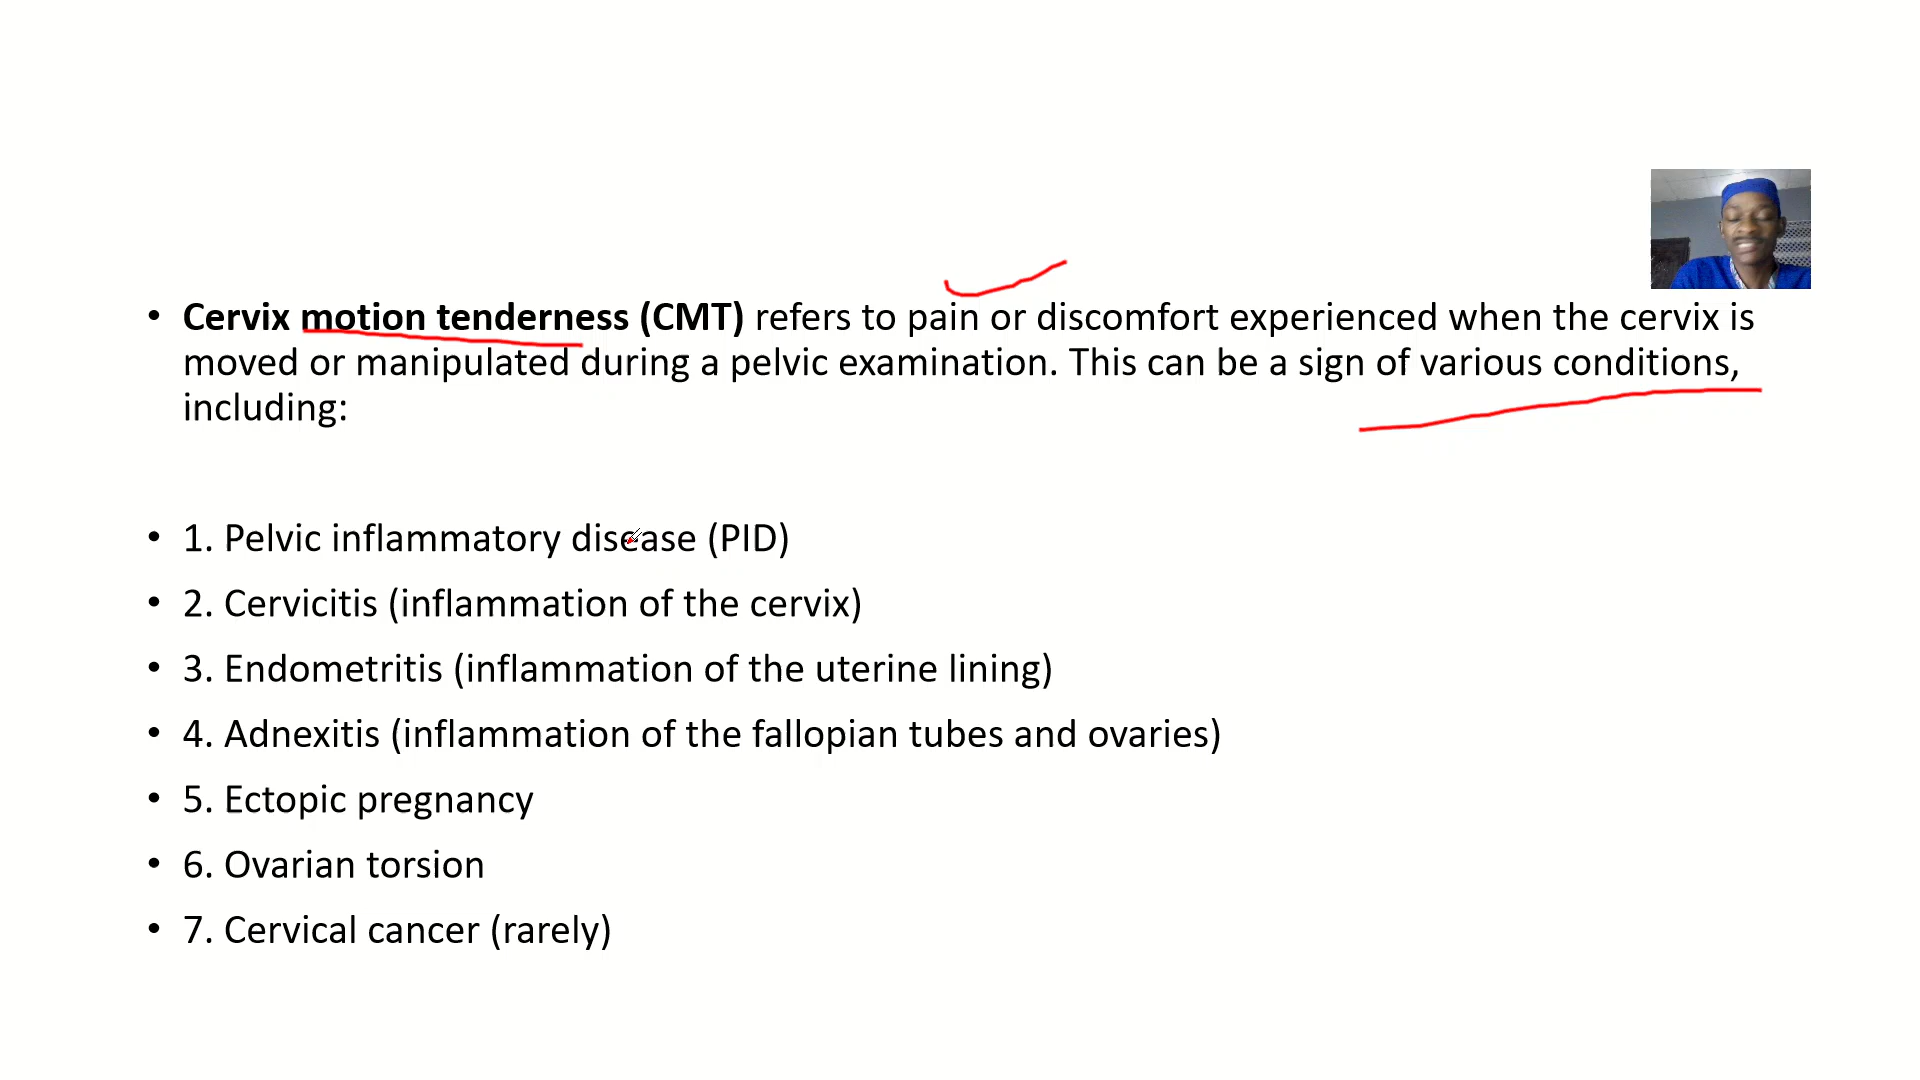 • Cervix motion tenderness (CMT) refers to pain or discomfort experienced when the cervix is
moved or manipulated during a pelvic examination. This can be a sign of various conditions,
including:
• 1. Pelvic inflammatory disease (PID)
• 2. Cervicitis (inflammation of the cervix)
• 3. Endometritis (inflammation of the uterine lining)
• 4. Adnexitis (inflammation of the fallopian tubes and ovaries)
• 5. Ectopic pregnancy
• 6. Ovarian torsion
• 7. Cervical cancer (rarely)